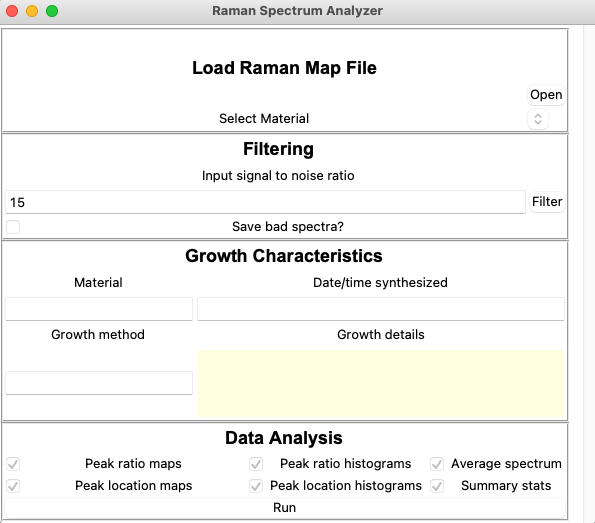 Raman Spectrum Analyzer
Load Raman Map File
Open
Select Material
Filtering
Input signal to noise ratio
15 Filter
Save bad spectra?
Growth Characteristics
Material Date/time synthesized
Growth method Growth details
Data Analysis
Peak ratio maps Peak ratio histograms Average spectrum
Peak location maps Peak location histograms Summary stats
Run